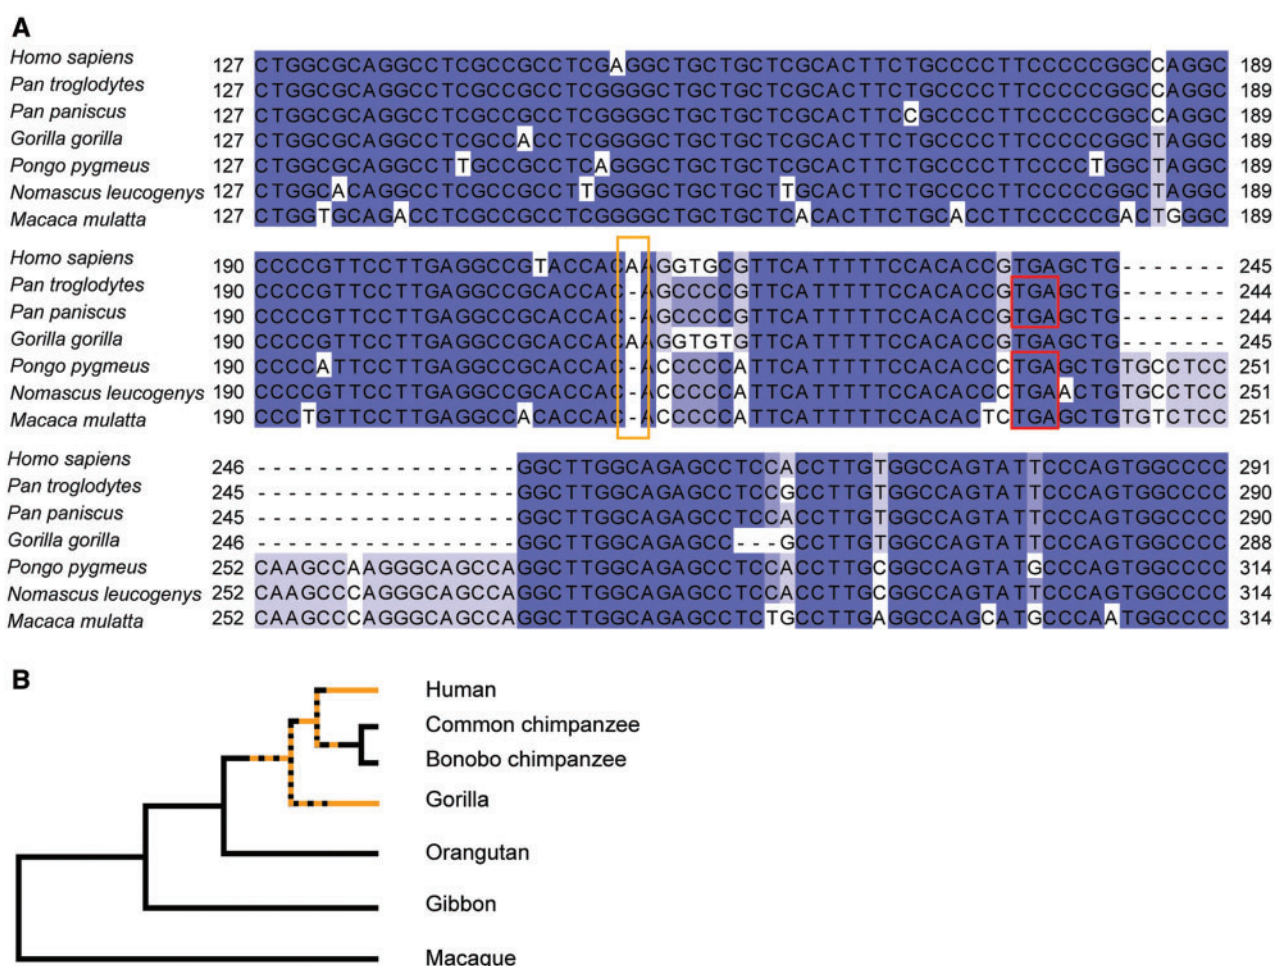 A
Homo sapiens 127 CTGGCGCAGGCCTCGCCGCCTCGAGGCTGCTGCTCGCACTTCTGCCCCTTCCCCCGGCCAGGC 189
Pan troglodytes 127 CTGGCGCAGGCCTCGCCGCCTCGGGGCTGCTGCTCGCACTTCTGCCCCTTCCCCCGGCCAGGC 189
Pan paniscus 127 CTGGCGCAGGCCTCGCCGCCTCGGGGCTGCTGCTCGCACTTCCGCCCCTTCCCCCGGCCAGGC 189
Gorilla gorilla 127 CTGGCGCAGGCCTCGCCACCTCGGGGCTGCTGCTCGCACTTCTGCCCCTTCCCCCGGCTAGGC 189
Pongo pygmeus 127 CTGGCGCAGGCCTTGCCGCCTCAGGGCTGCTGCTCGCACTTCTGCCCCTTCCCCTGGCTAGGC 189
Nomascus leucogenys 127 CTGGCACAGGCCTCGCCGCCTTGGGGCTGCTGCTTGCACTTCTGCCCCTTCCCCCGGCTAGGC 189
Macaca mulatta 127 CTGGTGCAGACCTCGCCGCCTCGGGGCTGCTGCTCACACTTCTGCACCTTCCCCCGACTGGGC 189
Homo sapiens 190 CCCCGTTCCTTGAGGCCGTACCACAAGGTGCGTTCATTTTTCCACACCGTGAGCTG------- 245
Pan troglodytes 190 CCCCGTTCCTTGAGGCCGCACCAC-AGCCCCGTTCATTTTTCCACACCGTGAGCTG------- 244
Pan paniscus 190 CCCCGTTCCTTGAGGCCGCACCAC-AGCCCCGTTCATTTTTCCACACCGTGAGCTG------- 244
Gorilla gorilla 190 CCCCGTTCCTTGAGGCCGCACCACAAGGTGTGTTCATTTTTCCACACCGTGAGCTG------- 245
Pongo pygmeus 190 CCCCATTCCTTGAGGCCGCACCAC-ACCCCCATTCATTTTTCCACACCCTGAGCTGTGCCTCC 251
Nomascus leucogenys 190 CCCCGTTCCTTGAGGCCGCACCAC-ACCCCCATTCATTTTTCCACACCCTGAACTGTGCCTCC 251
Macaca mulatta 190 CCCTGTTCCTTGAGGCCACACCAC-ACCCCCATTCATTTTTCCACACTCTGAGCTGTGTCTCC 251
Homo sapiens 246 -----------------GGCTTGGCAGAGCCTCCACCTTGTGGCCAGTATTCCCAGTGGCCCC 291
Pan troglodytes 245 -----------------GGCTTGGCAGAGCCTCCGCCTTGTGGCCAGTATTCCCAGTGGCCCC 290
Pan paniscus 245 -----------------GGCTTGGCAGAGCCTCCACCTTGTGGCCAGTATTCCCAGTGGCCCC 290
Gorilla gorilla 246 -----------------GGCTTGGCAGAGCC---GCCTTGTGGCCAGTATTCCCAGTGGCCCC 288
Pongo pygmeus 252 CAAGCCAAGGGCAGCCAGGCTTGGCAGAGCCTCCACCTTGCGGCCAGTATGCCCAGTGGCCCC 314
Nomascus leucogenys 252 CAAGCCCAGGGCAGCCAGGCTTGGCAGAGCCTCCACCTTGCGGCCAGTATTCCCAGTGGCCCC 314
Macaca mulatta 252 CAAGCCCAGGGCAGCCAGGCTTGGCAGAGCCTCTGCCTTGAGGCCAGCATGCCCAATGGCCCC 314
B
Human
Common chimpanzee
Bonobo chimpanzee
Gorilla
Orangutan
Gibbon
Macaque